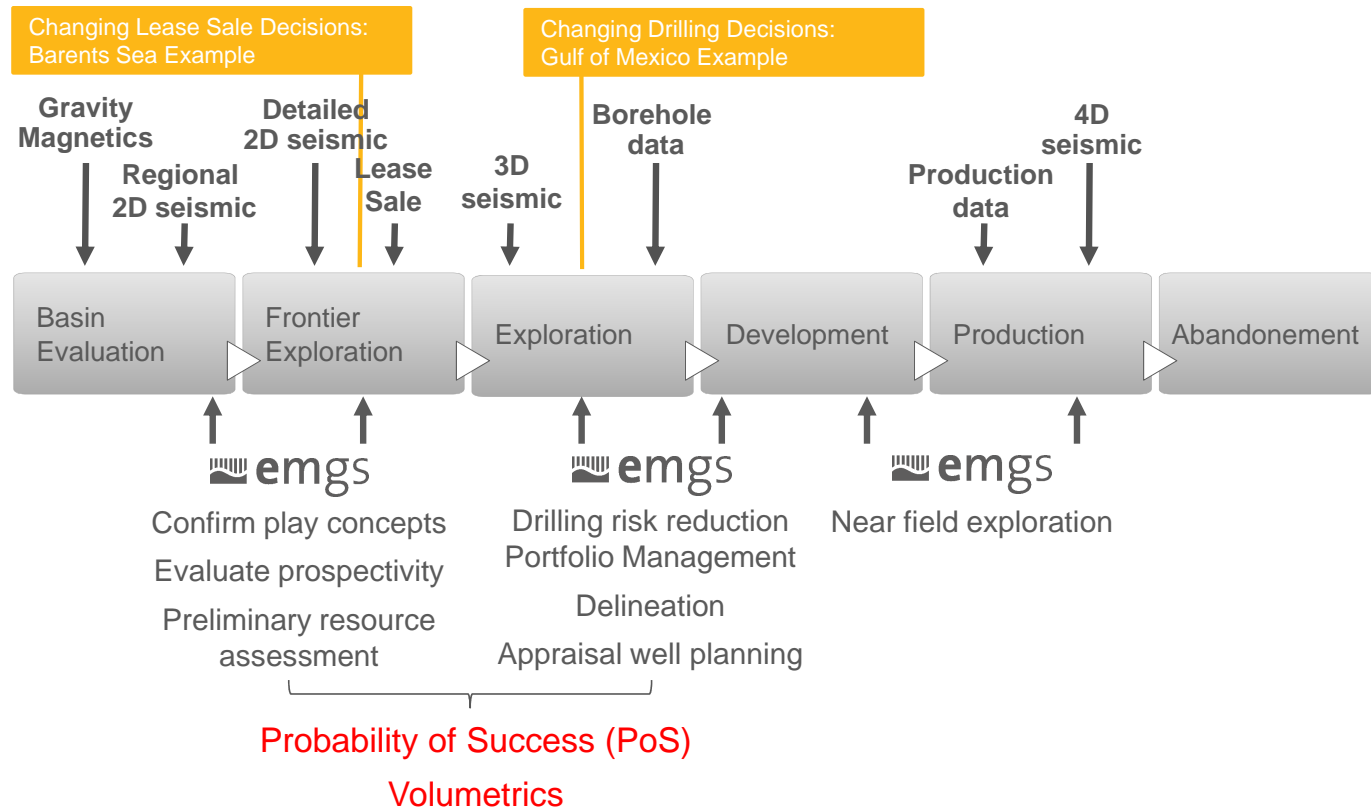 Changing Lease Sale Decisions:
Barents Sea Example
Changing Drilling Decisions:
Gulf of Mexico Example
Gravity
Magnetics
Regional
2D seismic
Detailed
2D seismic
Lease
Sale
3D
seismic
Borehole
data
Production
data
4D
seismic
Basin
Evaluation
Frontier
Exploration
Exploration
Development
Production
Abandonement
emgs
Confirm play concepts
Evaluate prospectivity
Preliminary resource
assessment
emgs
Drilling risk reduction
Portfolio Management
Delineation
Appraisal well planning
emgs
Near field exploration
Probability of Success (PoS)
Volumetrics